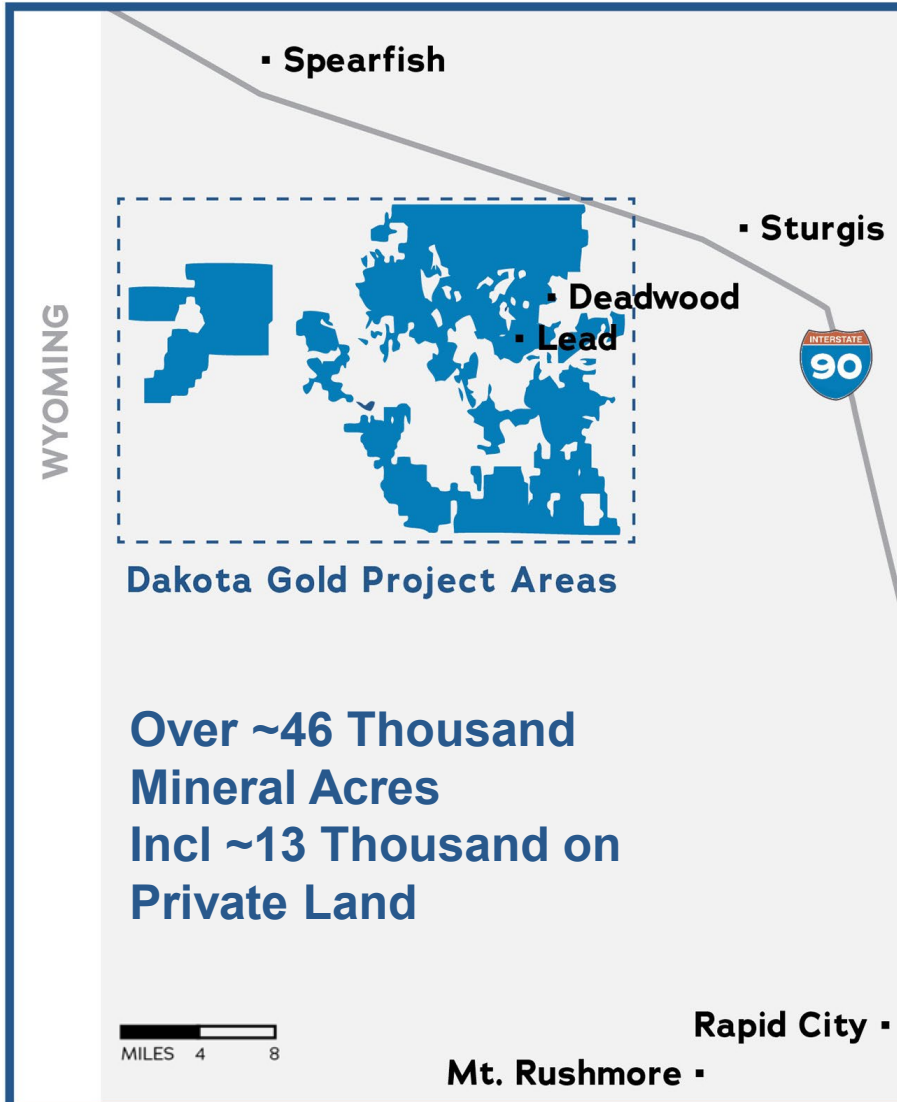 Spearfish
Sturgis
Deadwood
Lead
WYOMING
INTERSTATE
90
Dakota Gold Project Areas
Over ~46 Thousand
Mineral Acres
Incl ~13 Thousand on
Private Land
MILES 4 8
Rapid City
Mt. Rushmore